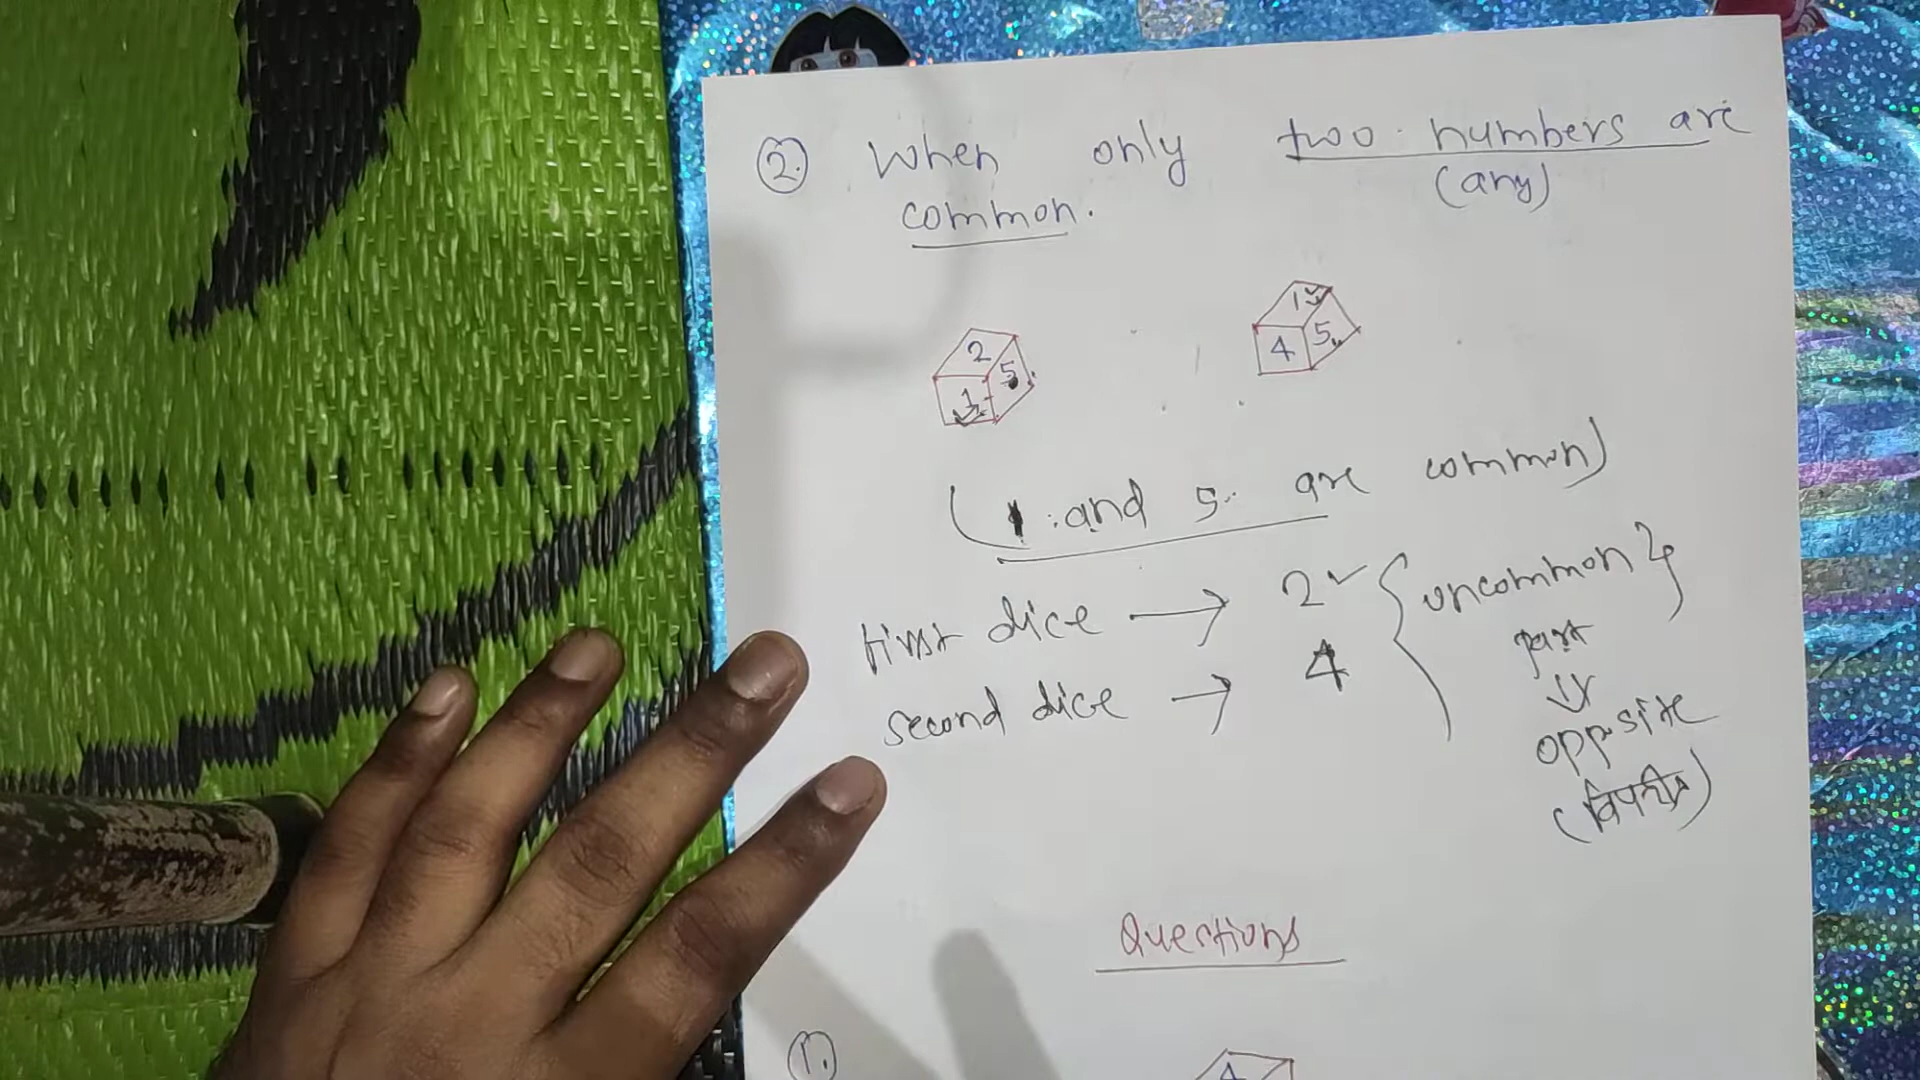 2. When only two numbers are
(any)
common.
2
5
1
1
4
5
(1 and 5 are common)
First dice → 2 { uncommon }
part
second dice → 4
opposite
(विपरीत)
Questions
1.
4